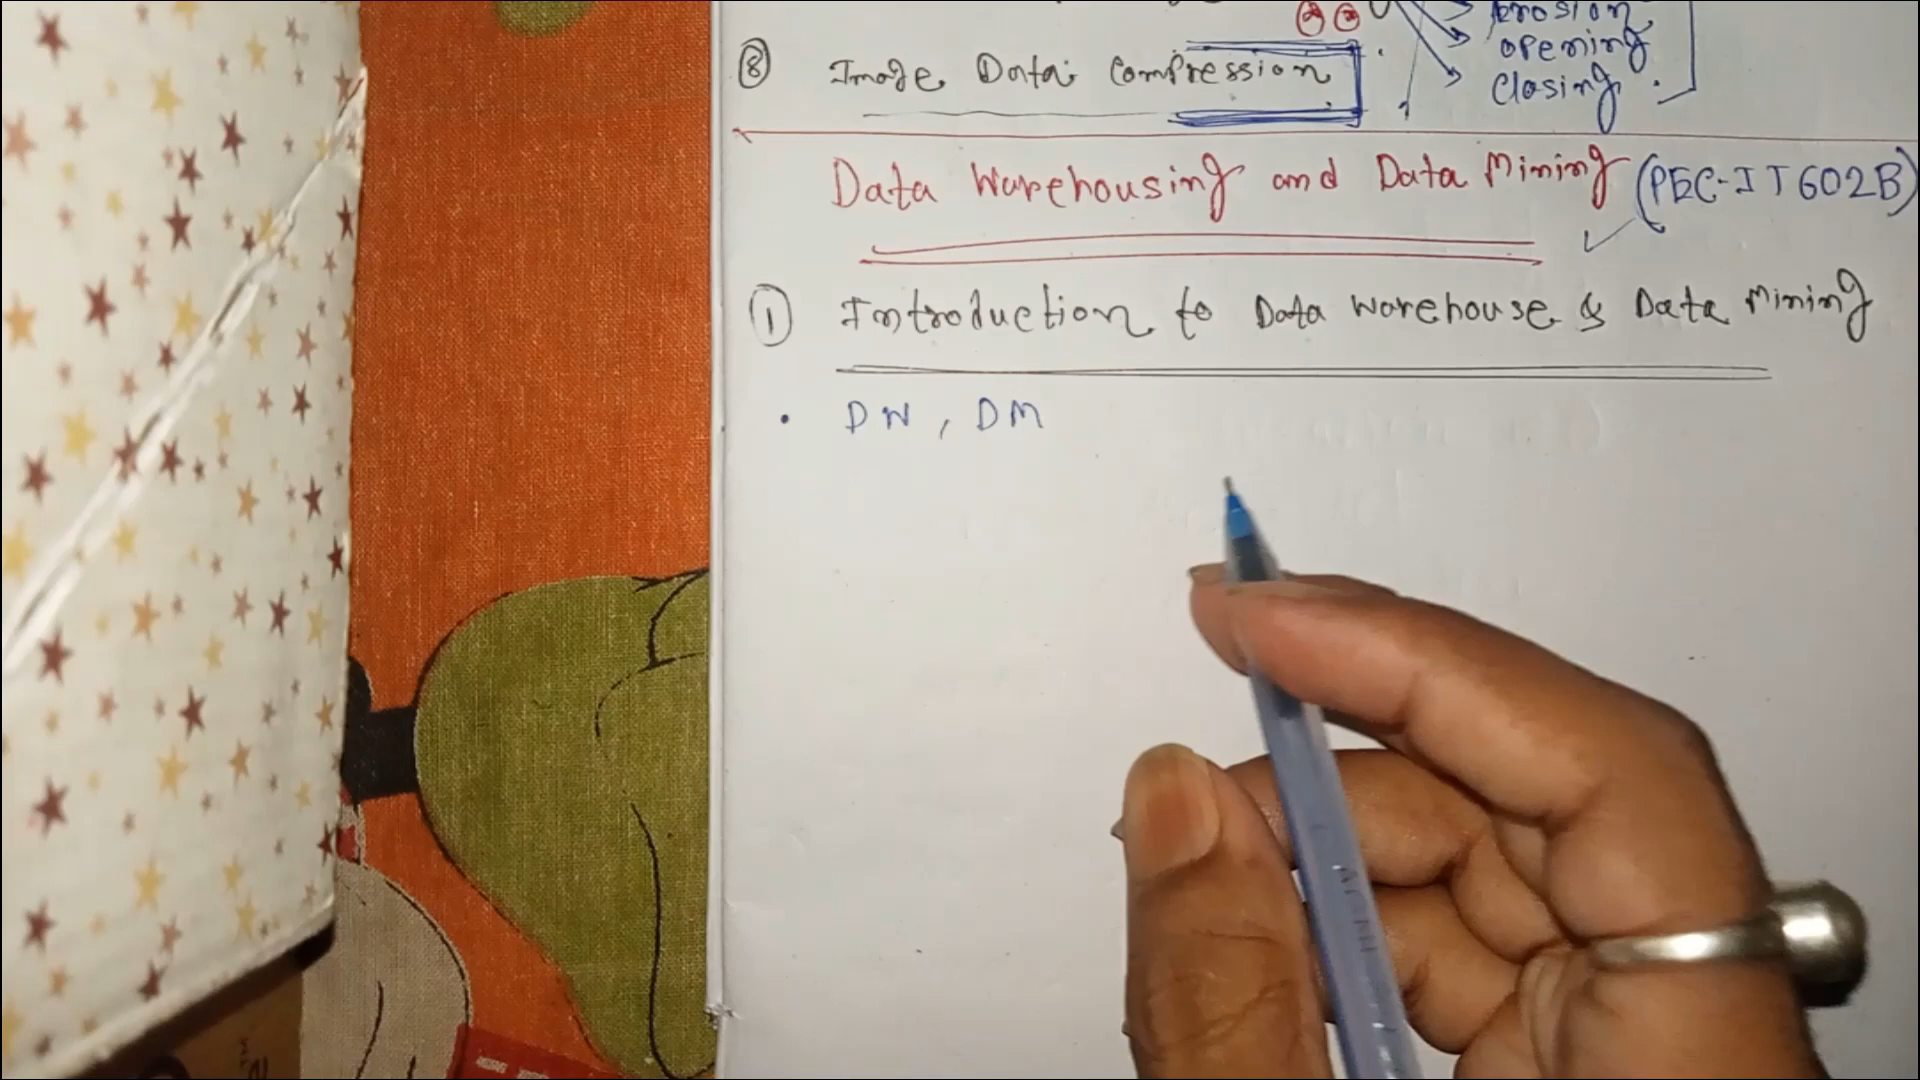 erosion
opening
closing
⑧ Image Data Compression
Data Warehousing and Data Mining (PEC-IT602B)
① Introduction to Data Warehouse & Data Mining
. DW, DM